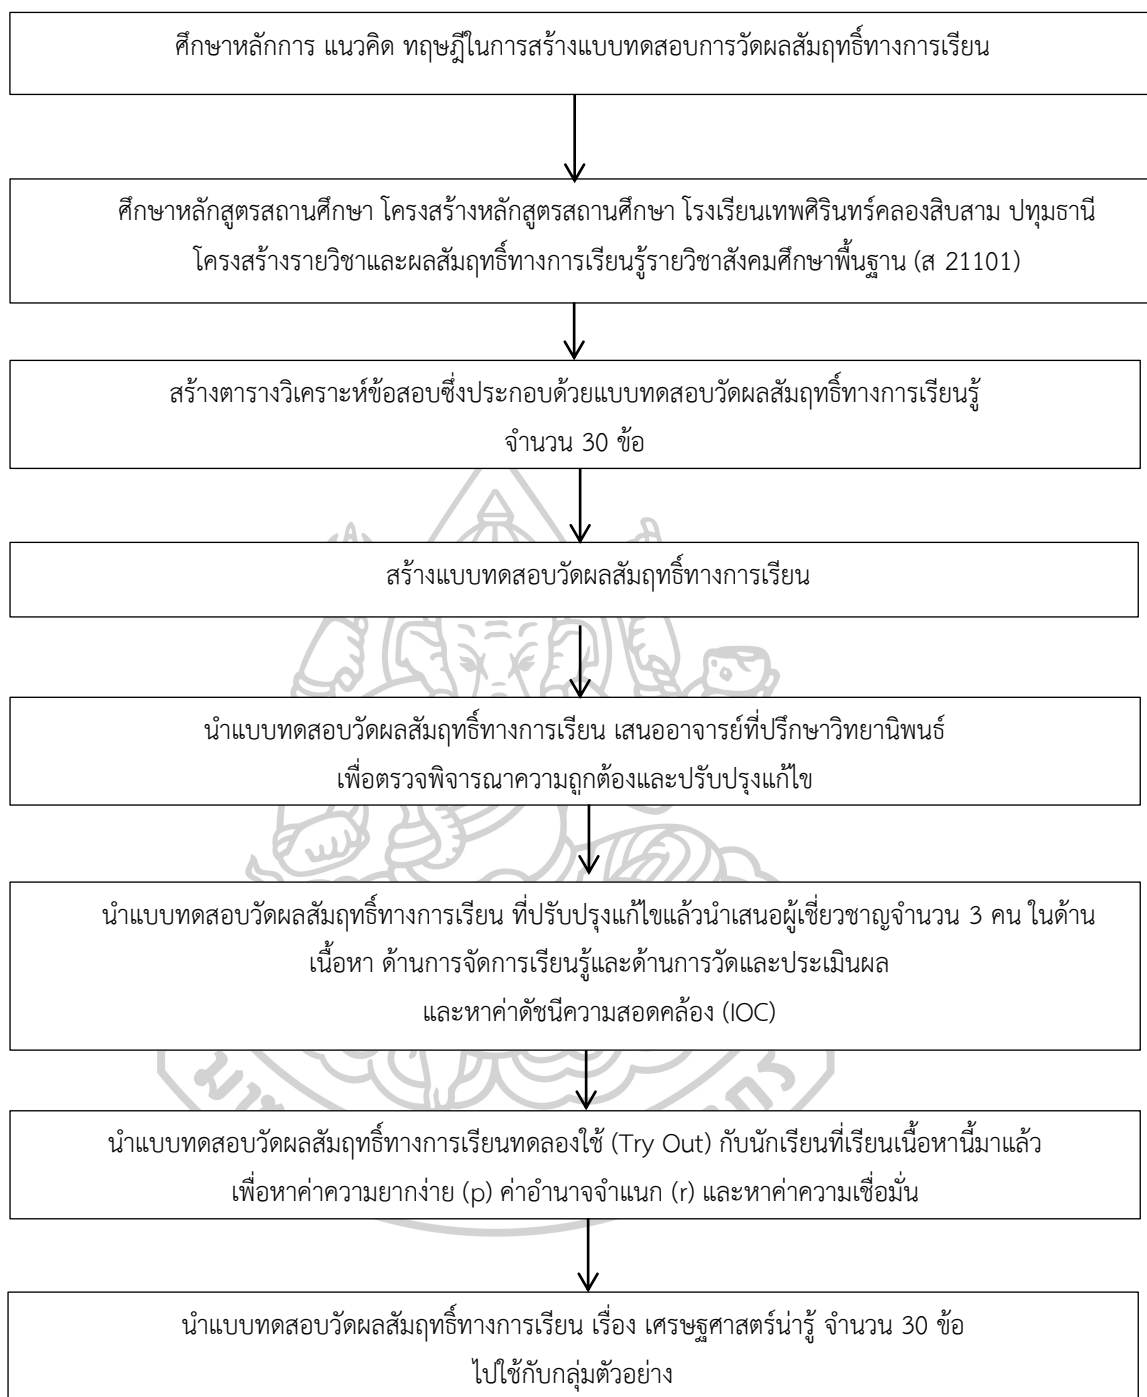 ศึกษาหลักการ แนวคิด ทฤษฎีในการสร้างแบบทดสอบการวัดผลสัมฤทธิ์ทางการเรียน
ศึกษาหลักสูตรสถานศึกษา โครงสร้างหลักสูตรสถานศึกษา โรงเรียนเทพศิรินทร์คลองสิบสาม ปทุมธานี
โครงสร้างรายวิชาและผลสัมฤทธิ์ทางการเรียนรู้รายวิชาสังคมศึกษาพื้นฐาน (ส 21101)
สร้างตารางวิเคราะห์ข้อสอบซึ่งประกอบด้วยแบบทดสอบวัดผลสัมฤทธิ์ทางการเรียนรู้
จำนวน 30 ข้อ
สร้างแบบทดสอบวัดผลสัมฤทธิ์ทางการเรียน
นำแบบทดสอบวัดผลสัมฤทธิ์ทางการเรียน เสนออาจารย์ที่ปรึกษาวิทยานิพนธ์
เพื่อตรวจพิจารณาความถูกต้องและปรับปรุงแก้ไข
นำแบบทดสอบวัดผลสัมฤทธิ์ทางการเรียน ที่ปรับปรุงแก้ไขแล้วนำเสนอผู้เชี่ยวชาญจำนวน 3 คน ในด้าน
เนื้อหา ด้านการจัดการเรียนรู้และด้านการวัดและประเมินผล
และหาค่าดัชนีความสอดคล้อง (IOC)
นำแบบทดสอบวัดผลสัมฤทธิ์ทางการเรียนทดลองใช้ (Try Out) กับนักเรียนที่เรียนเนื้อหานี้มาแล้ว
เพื่อหาค่าความยากง่าย (p) ค่าอำนาจจำแนก (r) และหาค่าความเชื่อมั่น
นำแบบทดสอบวัดผลสัมฤทธิ์ทางการเรียน เรื่อง เศรษฐศาสตร์น่ารู้ จำนวน 30 ข้อ
ไปใช้กับกลุ่มตัวอย่าง